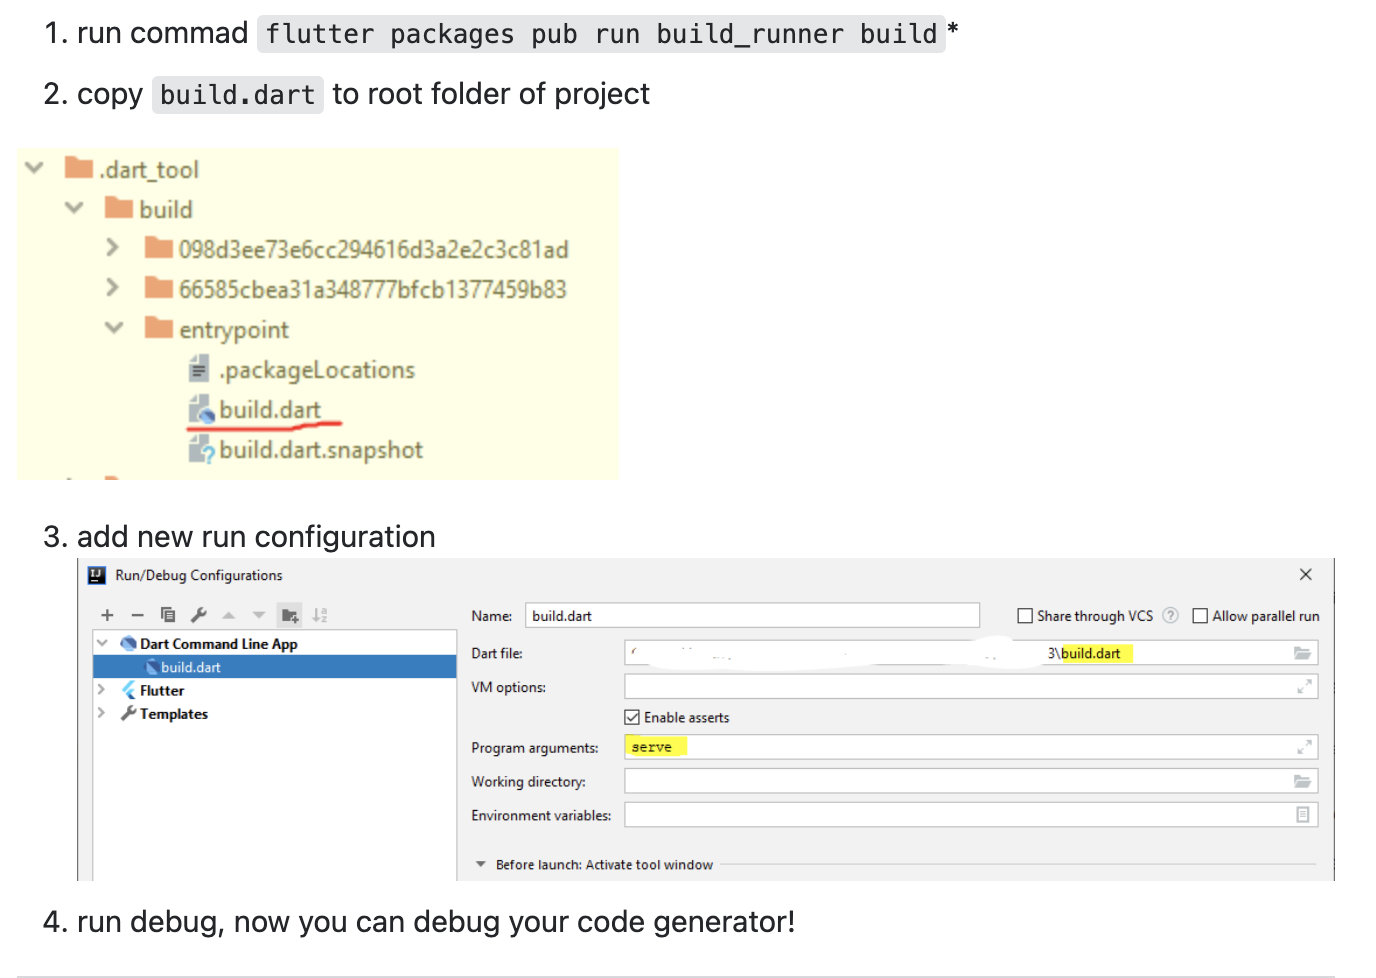 1. run commad flutter packages pub run build_runner build*
2. copy build.dart to root folder of project
.dart_tool
build
098d3ee73e6cc294616d3a2e2c3c81ad
66585cbea31a348777bfcb1377459b83
entrypoint
.packageLocations
build.dart
build.dart.snapshot
3. add new run configuration
Run/Debug Configurations
Name: build.dart Share through VCS Allow parallel run
Dart Command Line App
build.dart
Flutter
Templates
Dart file: 3\build.dart
VM options:
Enable asserts
Program arguments: serve
Working directory:
Environment variables:
Before launch: Activate tool window
4. run debug, now you can debug your code generator!